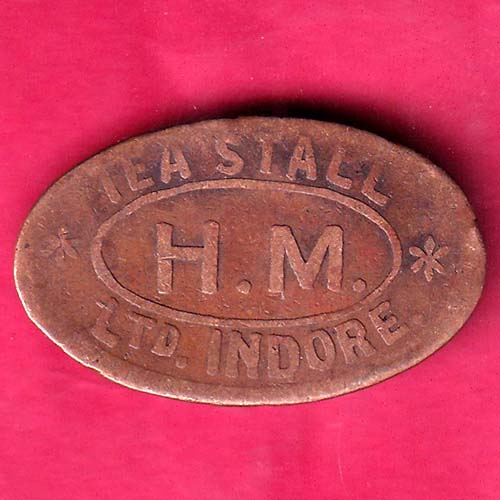 TEA STALL
H.M.
LTD. INDORE.